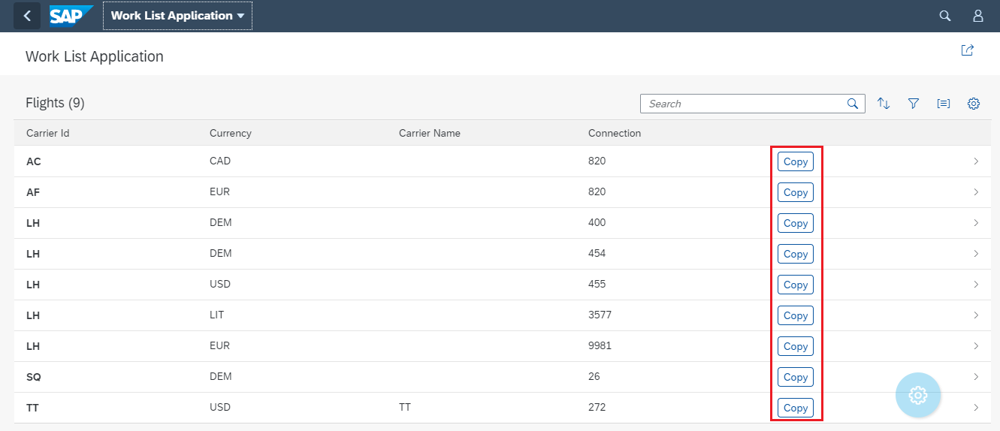 SAP Work List Application
Work List Application
Flights (9) Search
Carrier Id Currency Carrier Name Connection
AC CAD 820 Copy
AF EUR 820 Copy
LH DEM 400 Copy
LH DEM 454 Copy
LH USD 455 Copy
LH LIT 3577 Copy
LH EUR 9981 Copy
SQ DEM 26 Copy
TT USD TT 272 Copy